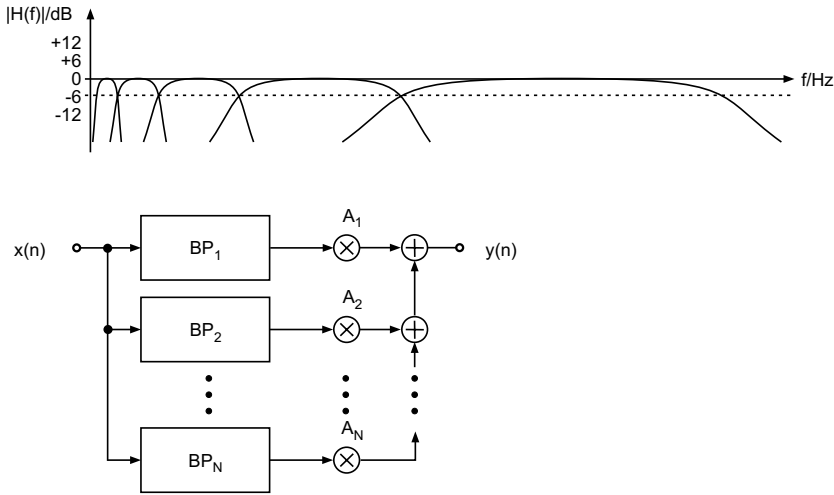 |H(f)|/dB
+12
+6
0
-6
-12
f/Hz
x(n)
BP1
A1
y(n)
BP2
A2
BPN
AN